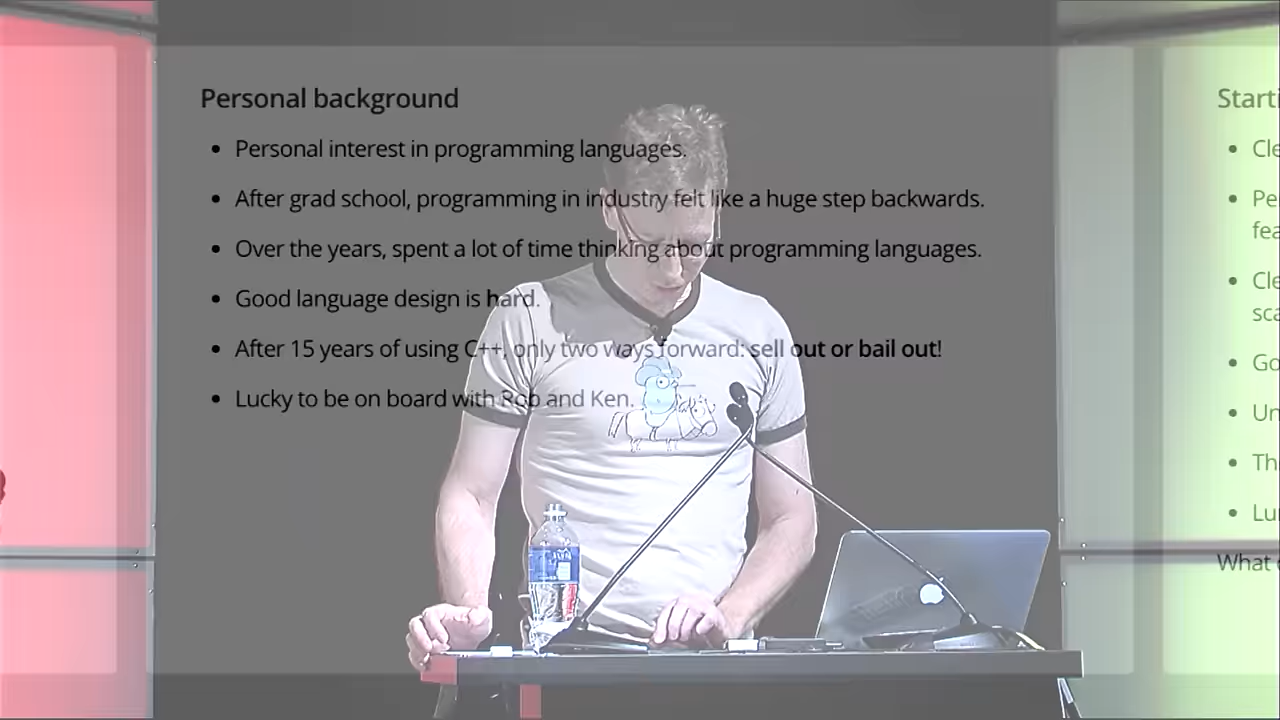 Personal background
• Personal interest in programming languages.
• After grad school, programming in industry felt like a huge step backwards.
• Over the years, spent a lot of time thinking about programming languages.
• Good language design is hard.
• After 15 years of using C++, only two ways forward: sell out or bail out!
• Lucky to be on board with Rob and Ken.
Starti
• Cle
• Pe
fea
• Cle
sca
• Go
• Un
• Th
• Lu
What